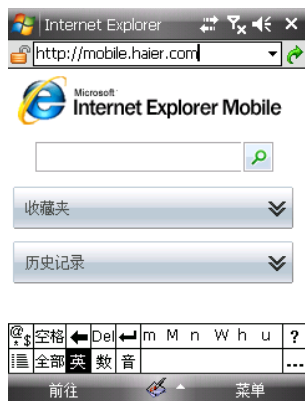 Internet Explorer
http://mobile.haier.com
Microsoft
Internet Explorer Mobile
收藏夹
历史记录
@*$ 空格 Del m M n W h u ?
全部 英 数 音 ...
前往 菜单